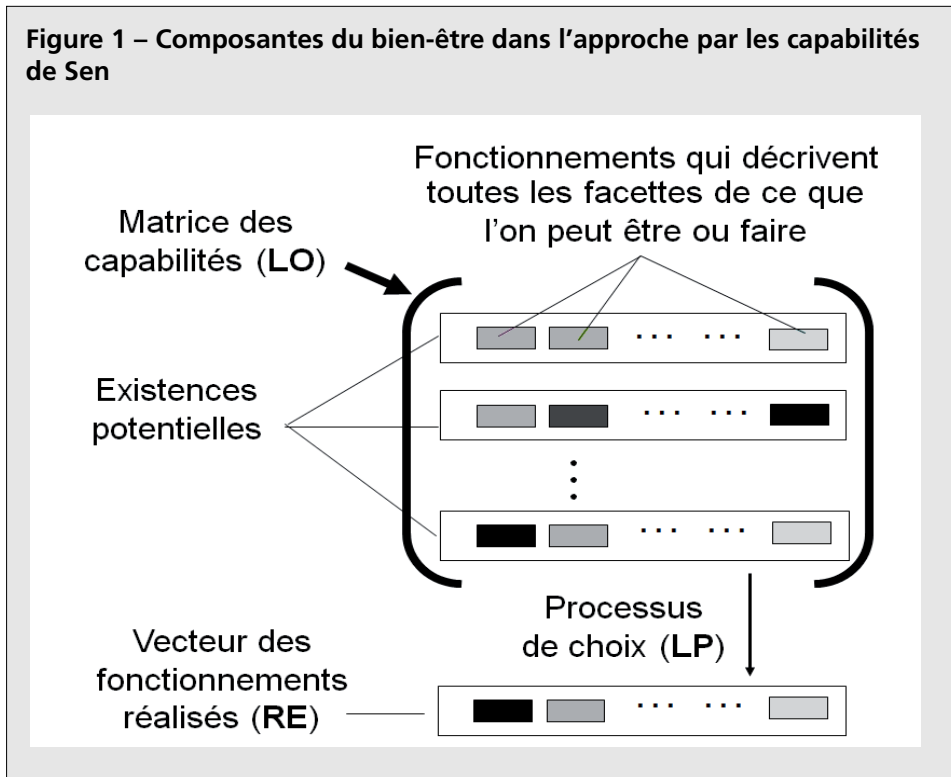 Figure 1 – Composantes du bien-être dans l’approche par les capabilités
de Sen
Fonctionnements qui décrivent
toutes les facettes de ce que
l’on peut être ou faire
Matrice des
capabilités (LO)
Existences
potentielles
Processus
de choix (LP)
Vecteur des
fonctionnements
réalisés (RE)